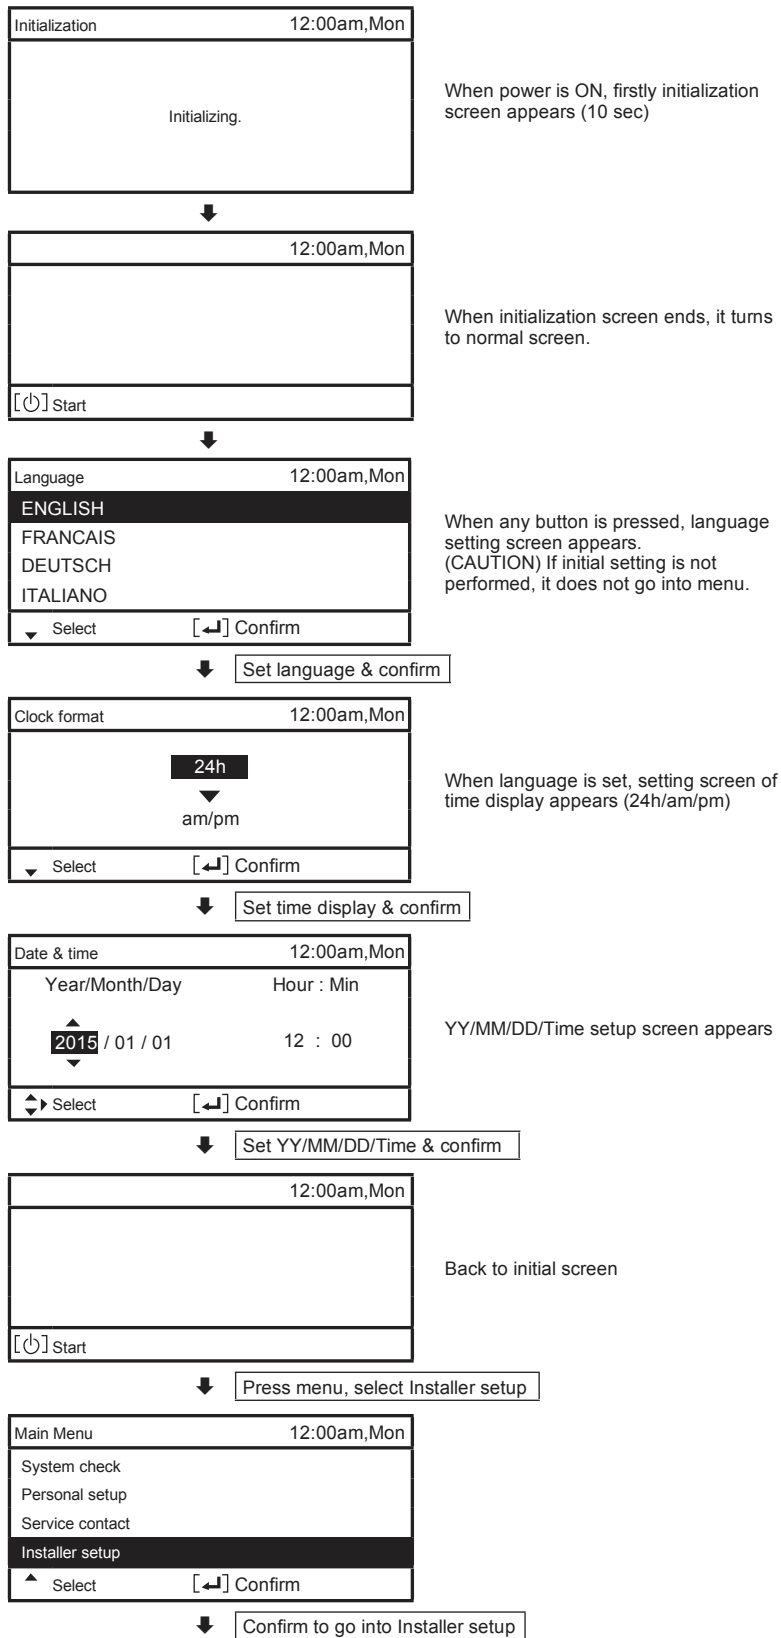 Initialization 12:00am,Mon
Initializing.
When power is ON, firstly initialization
screen appears (10 sec)
12:00am,Mon
[⏻] Start
When initialization screen ends, it turns
to normal screen.
Language 12:00am,Mon
ENGLISH
FRANCAIS
DEUTSCH
ITALIANO
▼ Select [↵] Confirm
When any button is pressed, language
setting screen appears.
(CAUTION) If initial setting is not
performed, it does not go into menu.
Set language & confirm
Clock format 12:00am,Mon
24h
am/pm
▼ Select [↵] Confirm
When language is set, setting screen of
time display appears (24h/am/pm)
Set time display & confirm
Date & time 12:00am,Mon
Year/Month/Day Hour : Min
2015 / 01 / 01 12 : 00
Select [↵] Confirm
YY/MM/DD/Time setup screen appears
Set YY/MM/DD/Time & confirm
12:00am,Mon
[⏻] Start
Back to initial screen
Press menu, select Installer setup
Main Menu 12:00am,Mon
System check
Personal setup
Service contact
Installer setup
▲ Select [↵] Confirm
Confirm to go into Installer setup